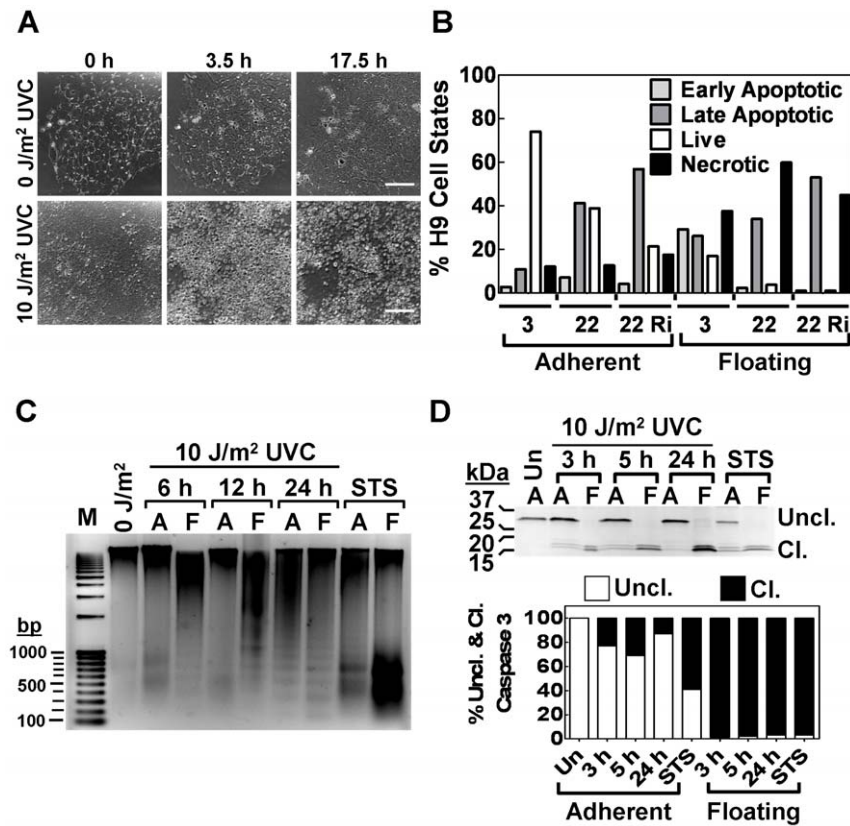 A
0 h 3.5 h 17.5 h
0 J/m² UVC
10 J/m² UVC
B
% H9 Cell States
100
80
60
40
20
0
Early Apoptotic
Late Apoptotic
Live
Necrotic
3 22 22 Ri 3 22 22 Ri
Adherent Floating
C
10 J/m² UVC
M 0 J/m² 6 h 12 h 24 h STS
A F A F A F A F
bp
1000
500
100
D
10 J/m² UVC
Un 3 h 5 h 24 h STS
kDa A A F A F A F A F
37
25
20
15
Uncl.
Cl.
Uncl. Cl.
% Uncl. & Cl.
Caspase 3
100
80
60
40
20
0
Un 3 h 5 h 24 h STS 3 h 5 h 24 h STS
Adherent Floating